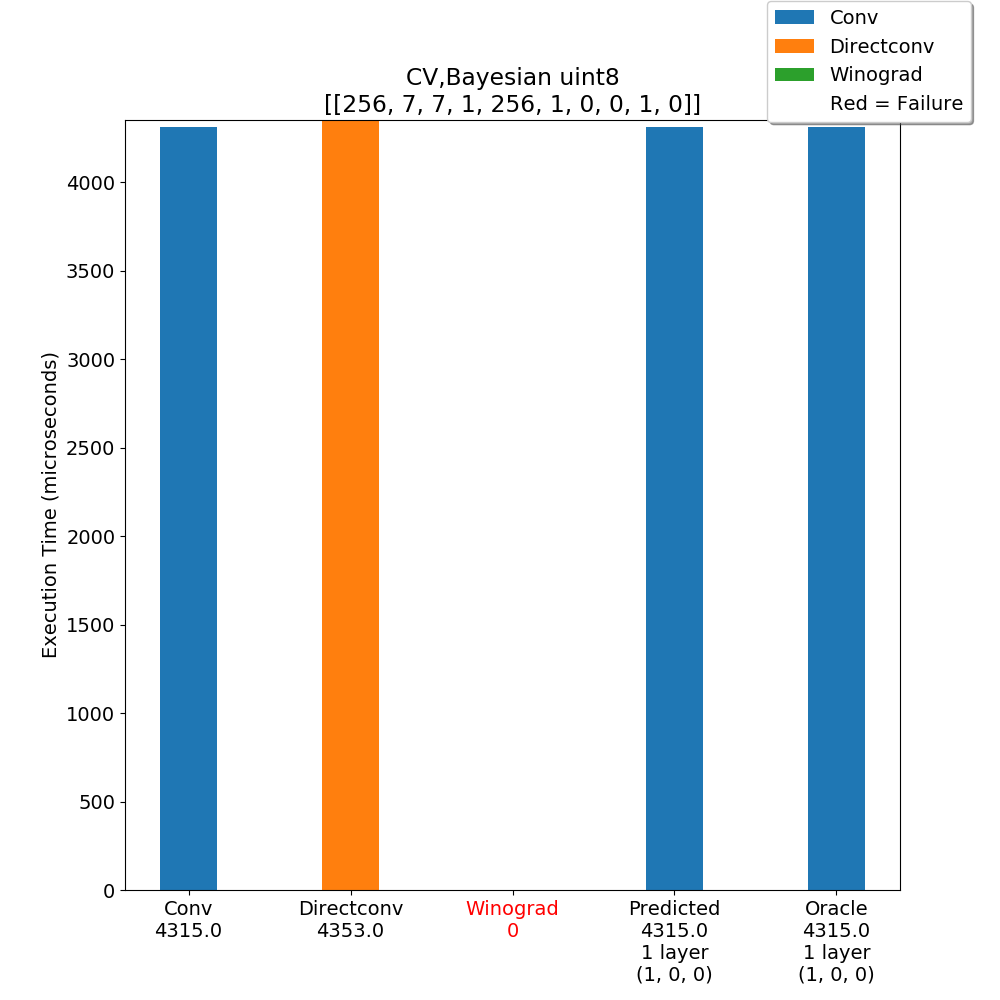 Conv
Directconv
Winograd
Red = Failure
CV,Bayesian uint8
[[256, 7, 7, 1, 256, 1, 0, 0, 1, 0]]
Execution Time (microseconds)
4000
3500
3000
2500
2000
1500
1000
500
0
Conv
4315.0
Directconv
4353.0
Winograd
0
Predicted
4315.0
1 layer
(1, 0, 0)
Oracle
4315.0
1 layer
(1, 0, 0)